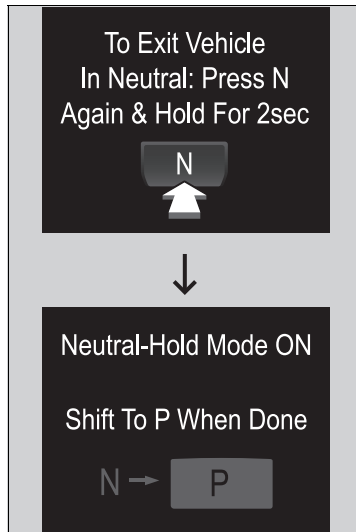 To Exit Vehicle
In Neutral: Press N
Again & Hold For 2sec
N
↓
Neutral-Hold Mode ON
Shift To P When Done
N → P